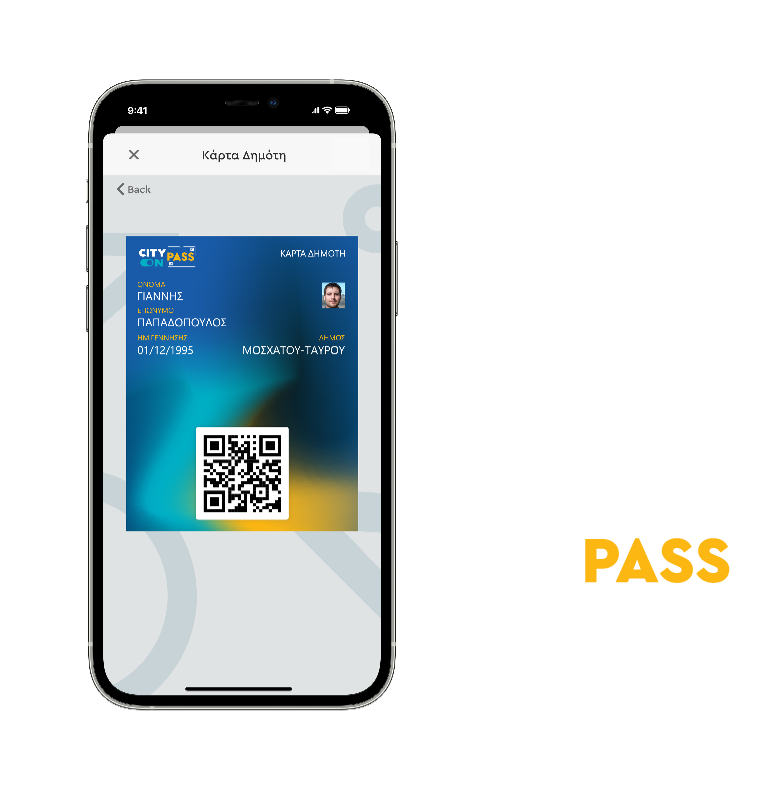 9:41
Κάρτα Δημότη
Back
CITY
ON PASS
ΚΑΡΤΑ ΔΗΜΟΤΗ
ΟΝΟΜΑ
ΓΙΑΝΝΗΣ
ΕΠΩΝΥΜΟ
ΠΑΠΑΔΟΠΟΥΛΟΣ
ΗΜ.ΓΕΝΝΗΣΗΣ
ΔΗΜΟΣ
01/12/1995
ΜΟΣΧΑΤΟΥ-ΤΑΥΡΟΥ
PASS